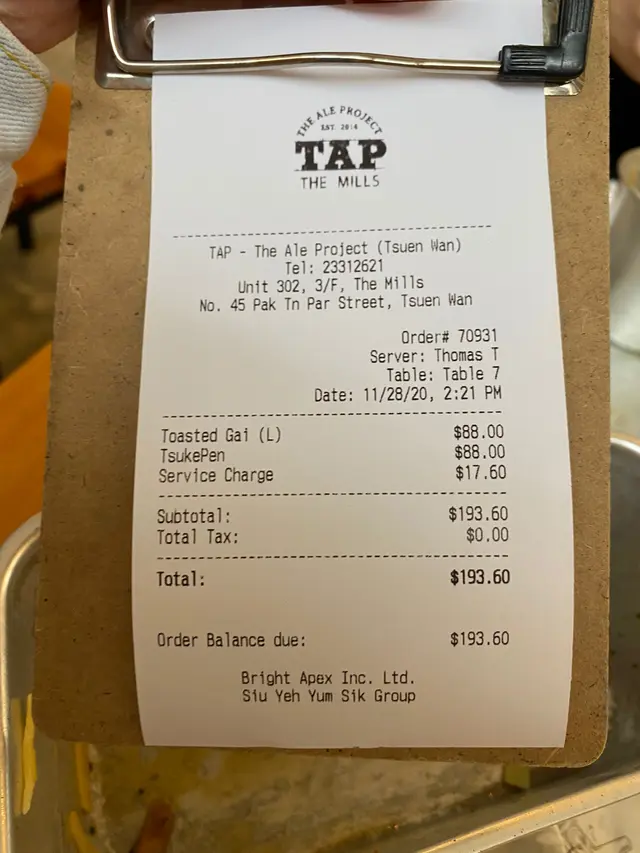 THE ALE PROJECT
EST. 2014
TAP
THE MILLS
TAP - The Ale Project (Tsuen Wan)
Tel: 23312621
Unit 302, 3/F, The Mills
No. 45 Pak Tn Par Street, Tsuen Wan
Order# 70931
Server: Thomas T
Table: Table 7
Date: 11/28/20, 2:21 PM
Toasted Gai (L) $88.00
TsukePen $88.00
Service Charge $17.60
Subtotal: $193.60
Total Tax: $0.00
Total: $193.60
Order Balance due: $193.60
Bright Apex Inc. Ltd.
Siu Yeh Yum Sik Group